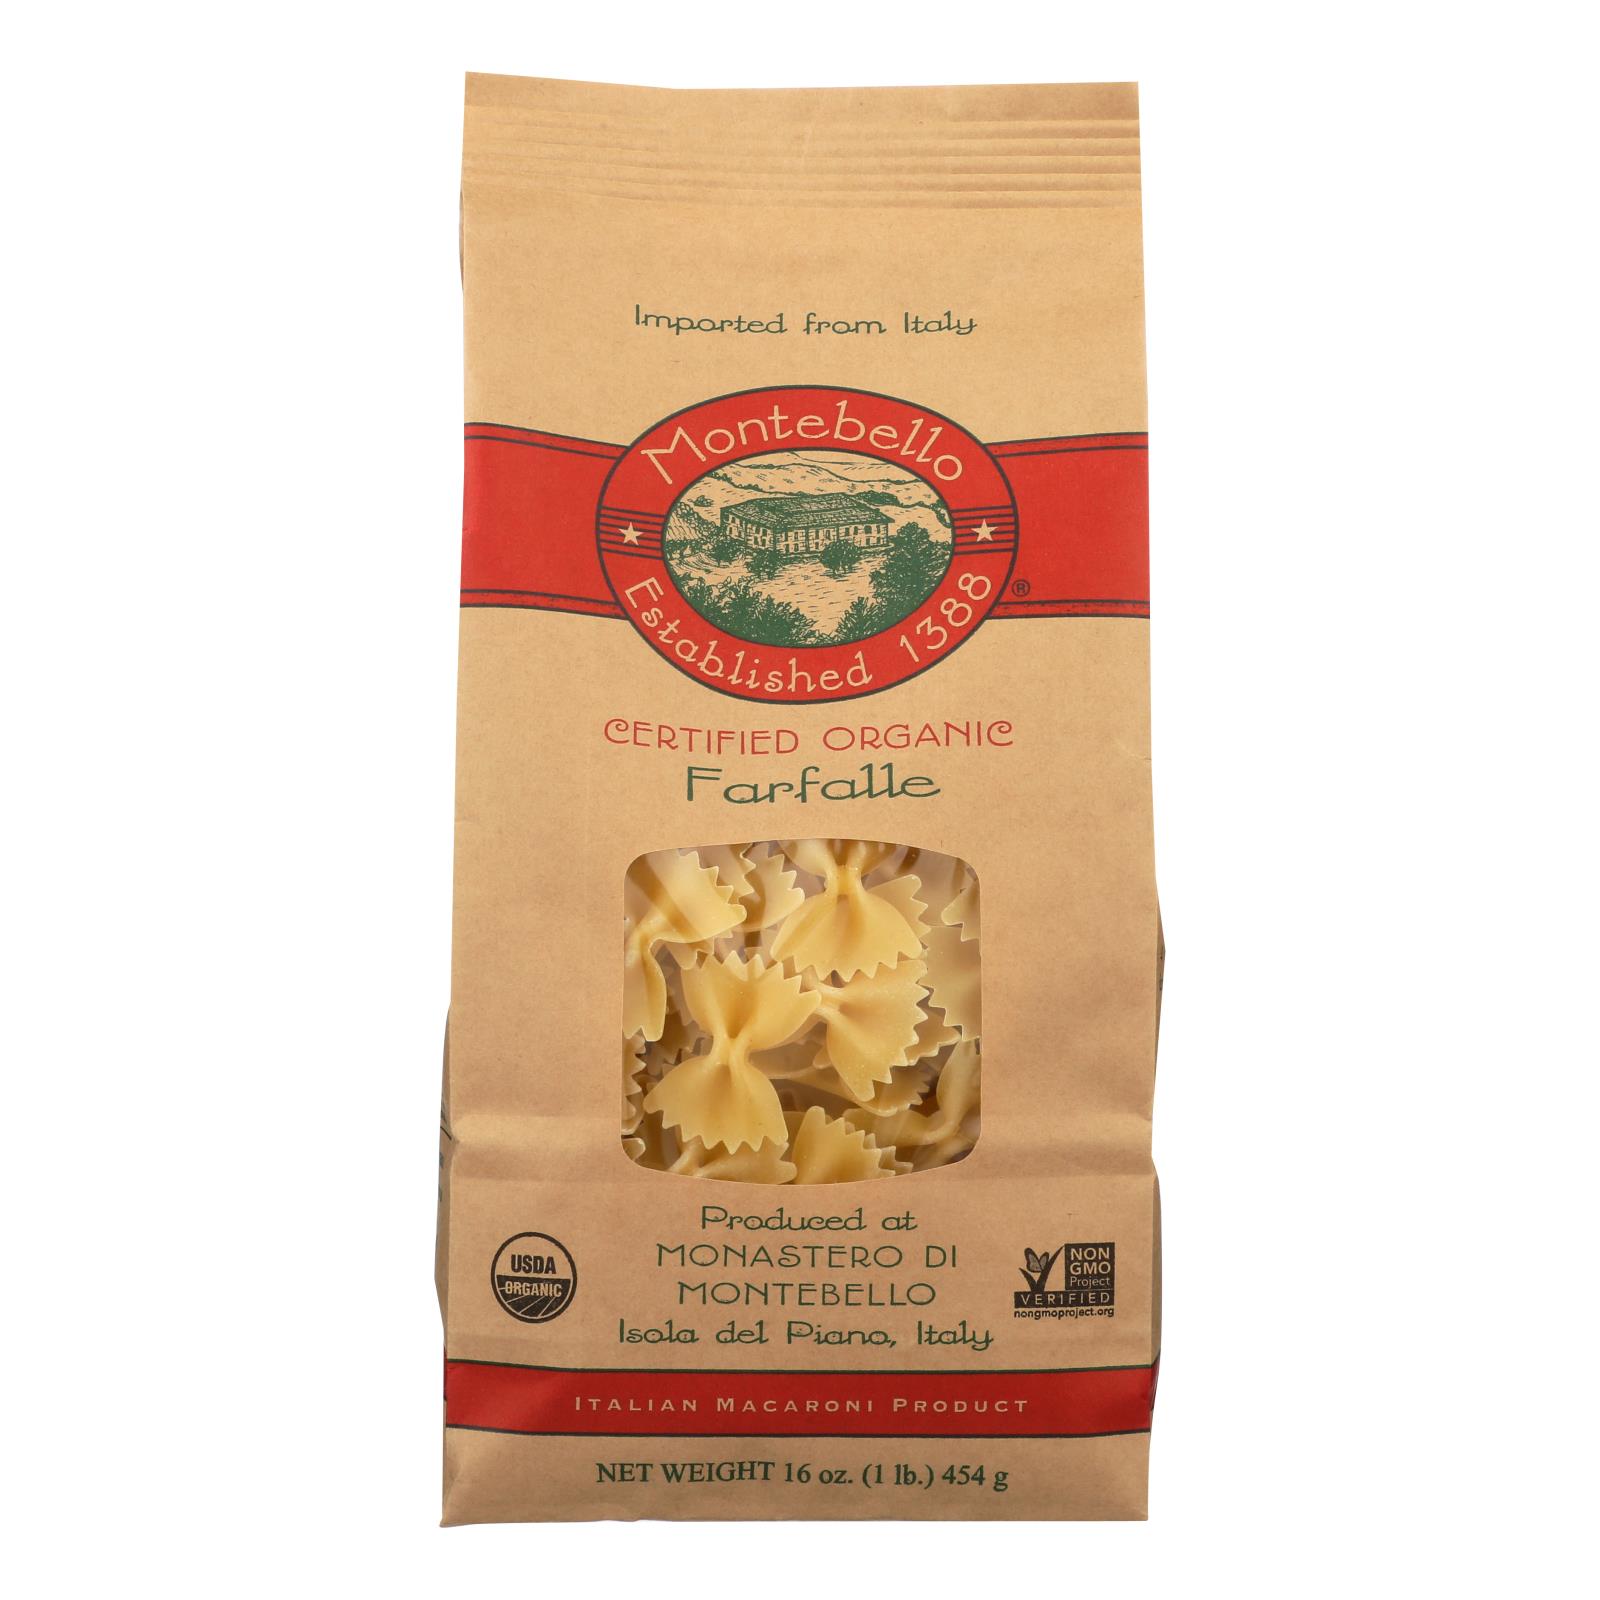 Imported from Italy
Montebello
Established 1388
®
CERTIFIED ORGANIC
Farfalle
Produced at
MONASTERO DI
MONTEBELLO
Isola del Piano, Italy
USDA
ORGANIC
NON
GMO
Project
VERIFIED
nongmoproject.org
ITALIAN MACARONI PRODUCT
NET WEIGHT 16 oz. (1 lb.) 454 g